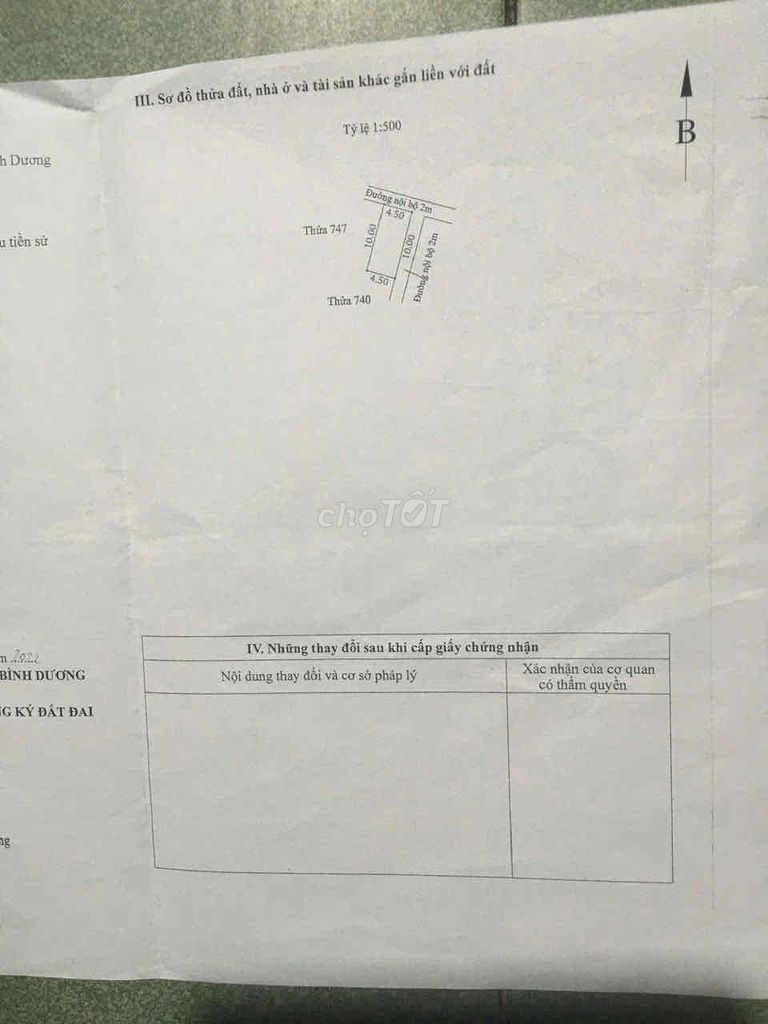 III. Sơ đồ thửa đất, nhà ở và tài sản khác gắn liền với đất
Tỷ lệ 1:500
B
h Dương
u tiền sử
Đường nội bộ 2m
4.50
Thửa 747
10.00
10.00
Đường nội bộ 2m
4.50
Thửa 740
chợTỐT
IV. Những thay đổi sau khi cấp giấy chứng nhận
Nội dung thay đổi và cơ sở pháp lý
Xác nhận của cơ quan
có thẩm quyền
m
BÌNH DƯƠNG
G KÝ ĐẤT ĐAI
ng